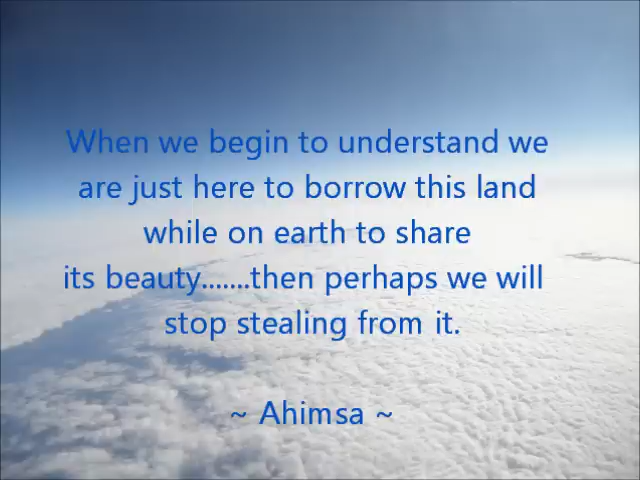 When we begin to understand we
are just here to borrow this land
while on earth to share
its beauty.......then perhaps we will
stop stealing from it.
~ Ahimsa ~